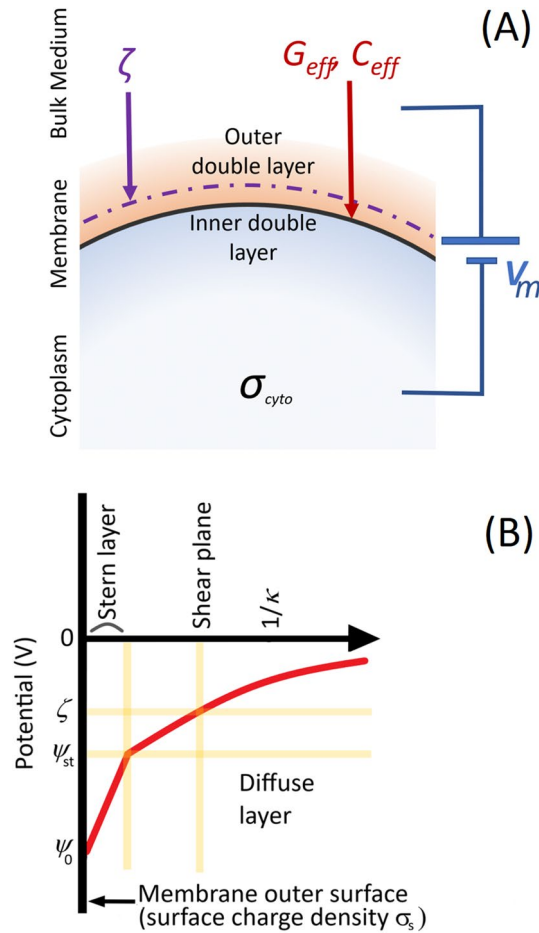 (A)
Bulk Medium
ζ
G_eff, C_eff
Outer
double layer
Membrane
Inner double
layer
V_m
Cytoplasm
σ_cyto
(B)
Stern layer
Shear plane
1/κ
0
Potential (V)
ζ
ψ_st
Diffuse
layer
ψ_0
Membrane outer surface
(surface charge density σ_s)